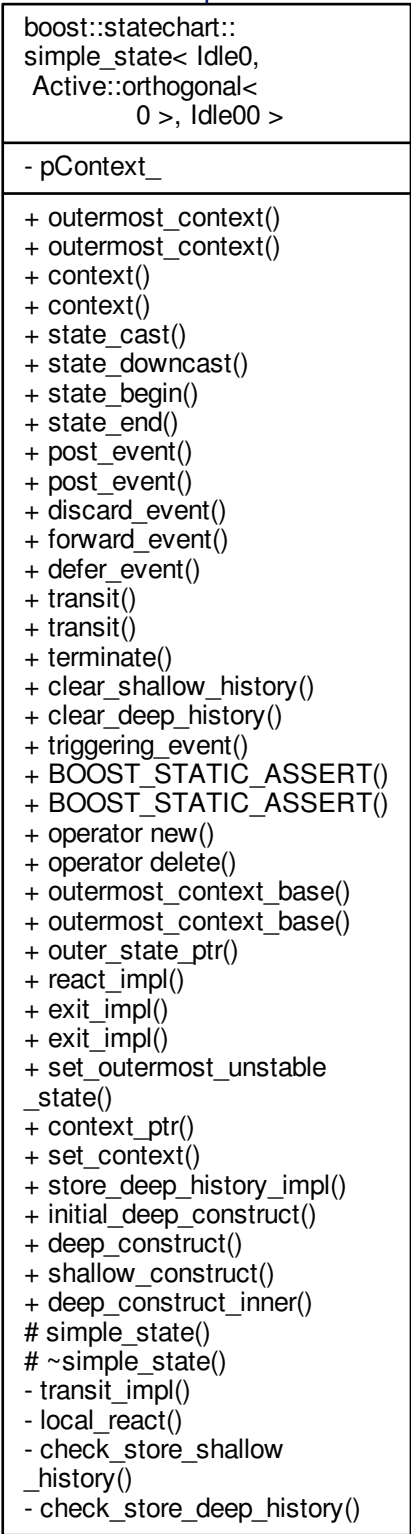 boost::statechart::
simple_state< Idle0,
Active::orthogonal<
0 >, Idle00 >
- pContext_
+ outermost_context()
+ outermost_context()
+ context()
+ context()
+ state_cast()
+ state_downcast()
+ state_begin()
+ state_end()
+ post_event()
+ post_event()
+ discard_event()
+ forward_event()
+ defer_event()
+ transit()
+ transit()
+ terminate()
+ clear_shallow_history()
+ clear_deep_history()
+ triggering_event()
+ BOOST_STATIC_ASSERT()
+ BOOST_STATIC_ASSERT()
+ operator new()
+ operator delete()
+ outermost_context_base()
+ outermost_context_base()
+ outer_state_ptr()
+ react_impl()
+ exit_impl()
+ exit_impl()
+ set_outermost_unstable
_state()
+ context_ptr()
+ set_context()
+ store_deep_history_impl()
+ initial_deep_construct()
+ deep_construct()
+ shallow_construct()
+ deep_construct_inner()
# simple_state()
# ~simple_state()
- transit_impl()
- local_react()
- check_store_shallow
_history()
- check_store_deep_history()